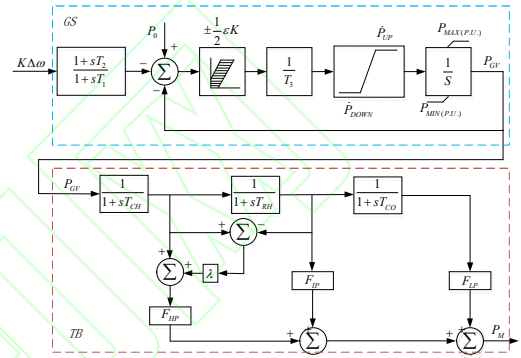 GS
P_0
± 1/2 εK
Ṗ_UP
P_MAX(P.U.)
KΔω
1+sT_2 / 1+sT_1
− + −
Σ
1/T_3
1/S
P_GV
Ṗ_DOWN
P_MIN(P.U.)
P_GV
1 / 1+sT_CH
1 / 1+sT_RH
1 / 1+sT_CO
+ Σ −
+ Σ + λ
F_IP
F_LP
F_HP
TB
+ + Σ
+ + Σ
P_M